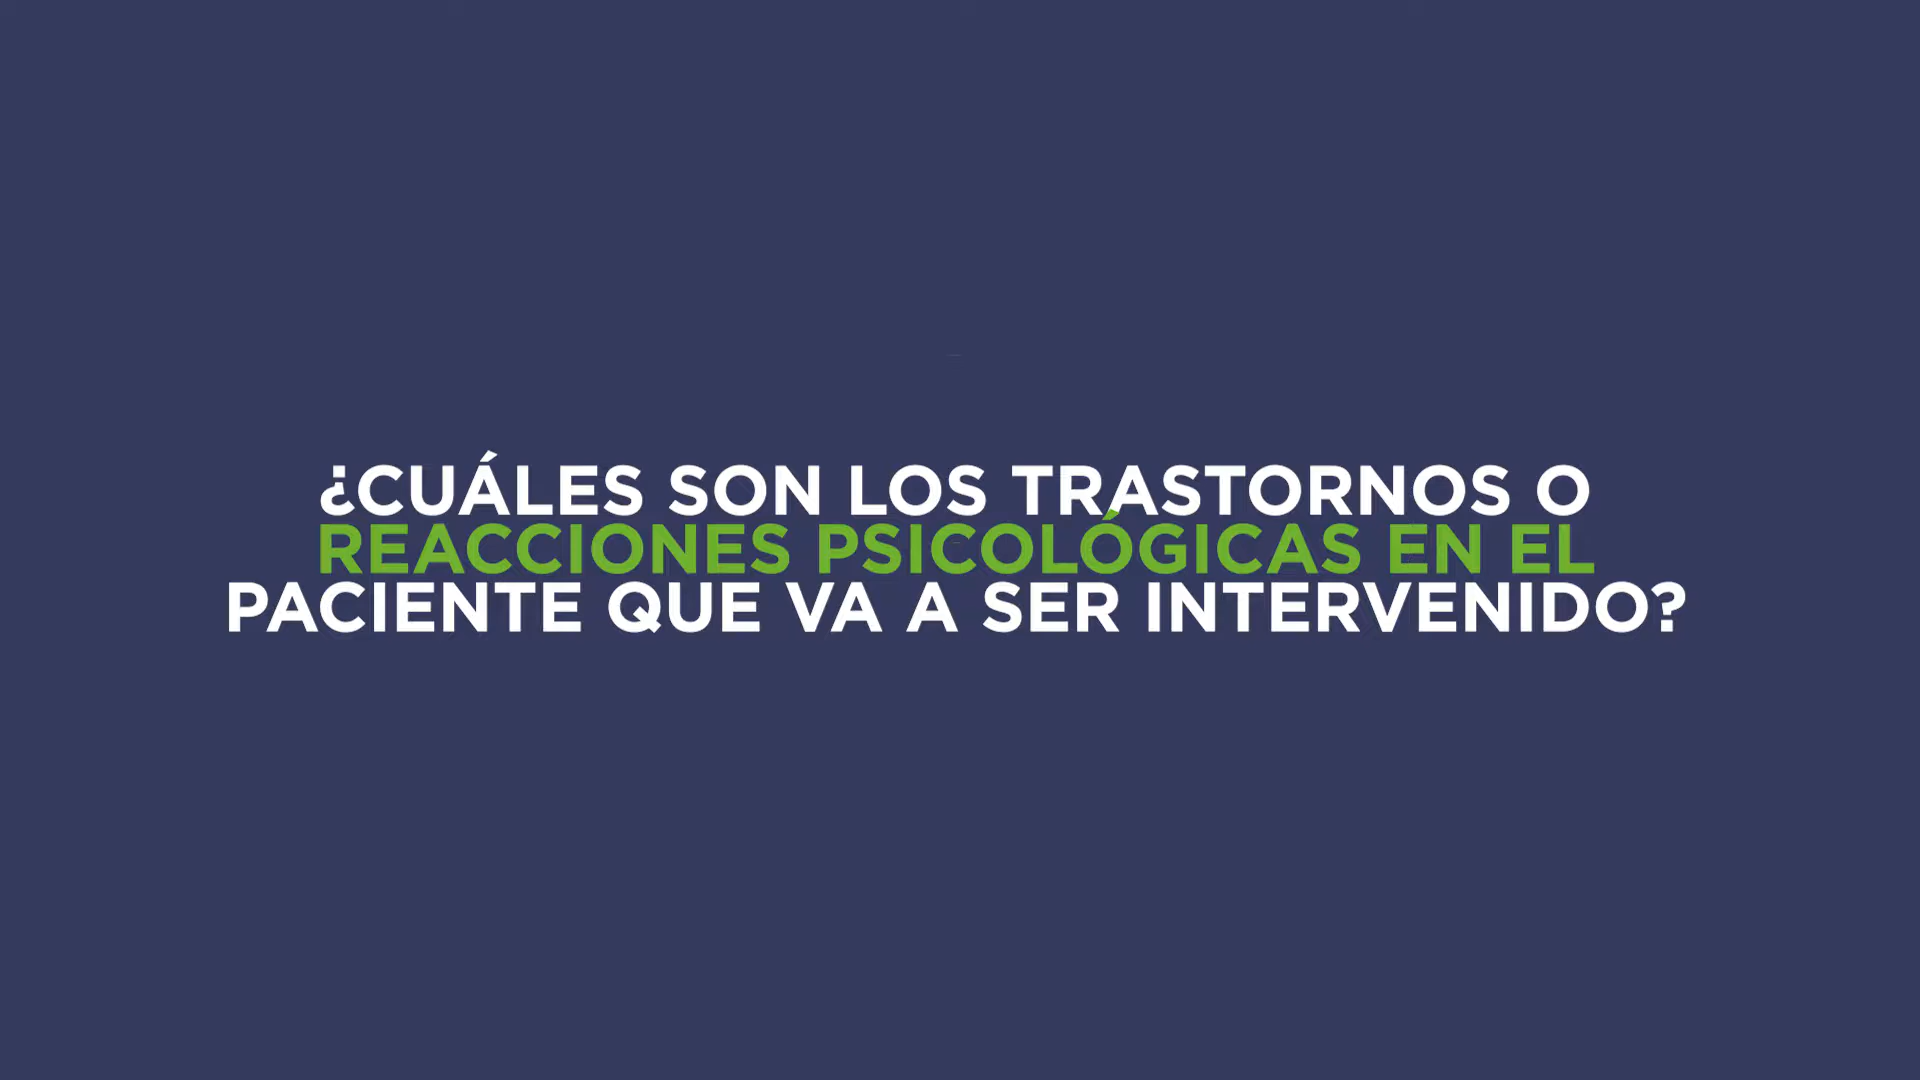 ¿CUÁLES SON LOS TRASTORNOS O
REACCIONES PSICOLÓGICAS EN EL
PACIENTE QUE VA A SER INTERVENIDO?